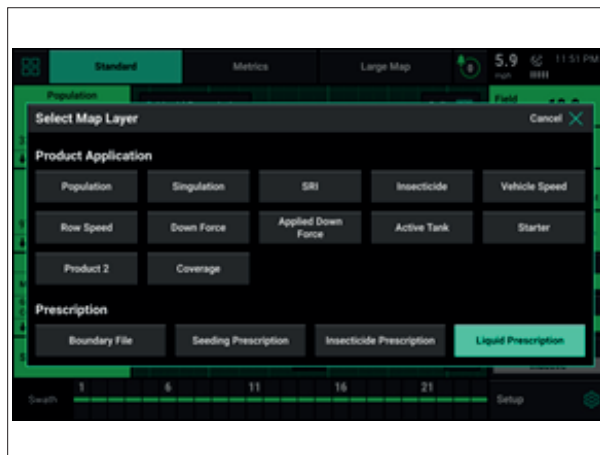 Standard Metrics Large Map 0 5.9 mph 11:51 PM
Population Field
Select Map Layer Cancel
Product Application
Population Singulation SRI Insecticide Vehicle Speed
Row Speed Down Force Applied Down Force Active Tank Starter
Product 2 Coverage
Prescription
Boundary File Seeding Prescription Insecticide Prescription Liquid Prescription
1 6 11 16 21
Swath Setup